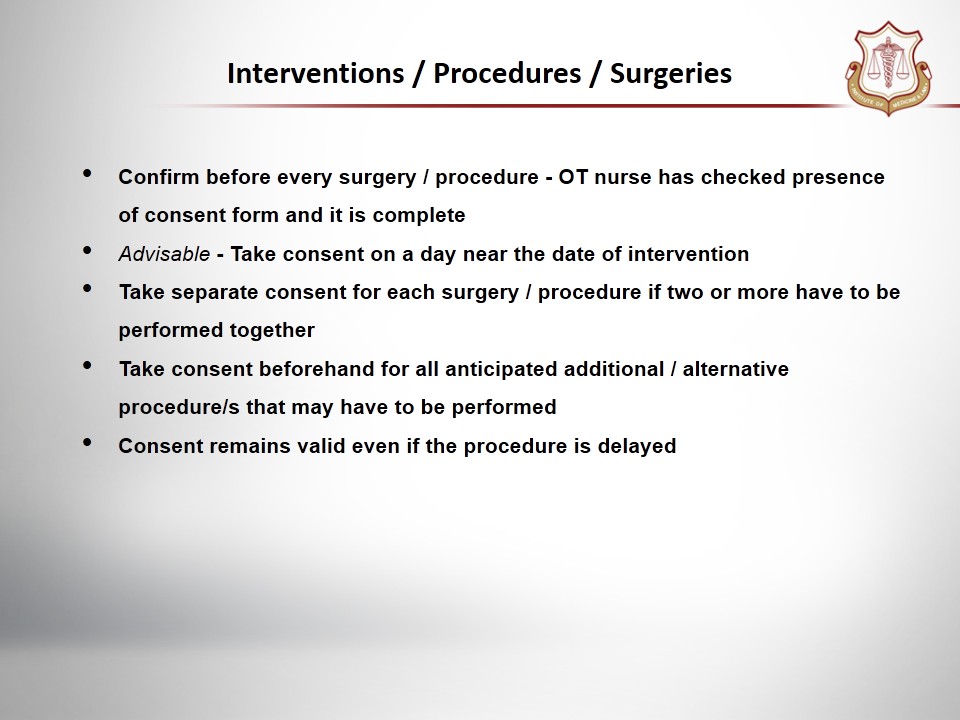 Interventions / Procedures / Surgeries
• Confirm before every surgery / procedure - OT nurse has checked presence
of consent form and it is complete
• Advisable - Take consent on a day near the date of intervention
• Take separate consent for each surgery / procedure if two or more have to be
performed together
• Take consent beforehand for all anticipated additional / alternative
procedure/s that may have to be performed
• Consent remains valid even if the procedure is delayed
INSTITUTE OF